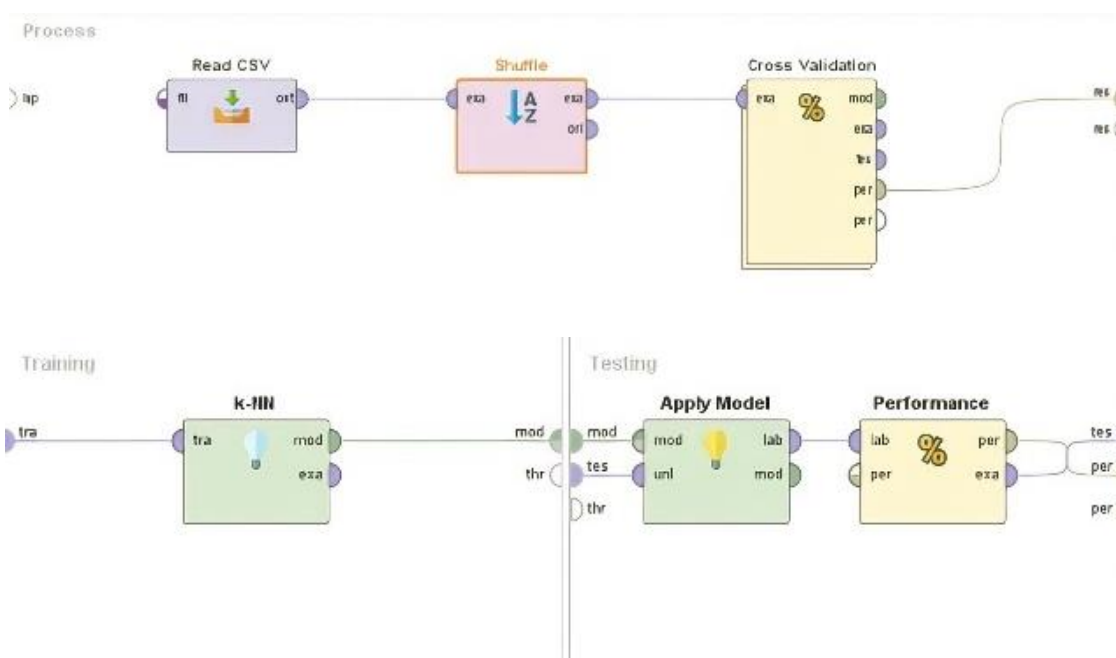 Process
Read CSV
Shuffle
Cross Validation
inp
fil
out
exa
exa
ori
A
Z
exa
%
mod
exa
tes
per
per
res
res
Training
Testing
k-NN
Apply Model
Performance
tra
tra
mod
exa
mod
thr
mod
tes
thr
mod
unl
lab
mod
lab
per
%
per
exa
tes
per
per